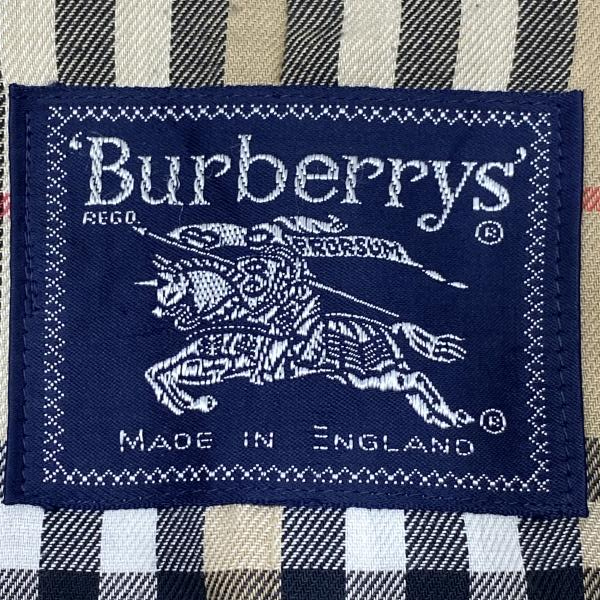 'Burberrys'
REGD.
PRORSUM
®
®
MADE IN ENGLAND